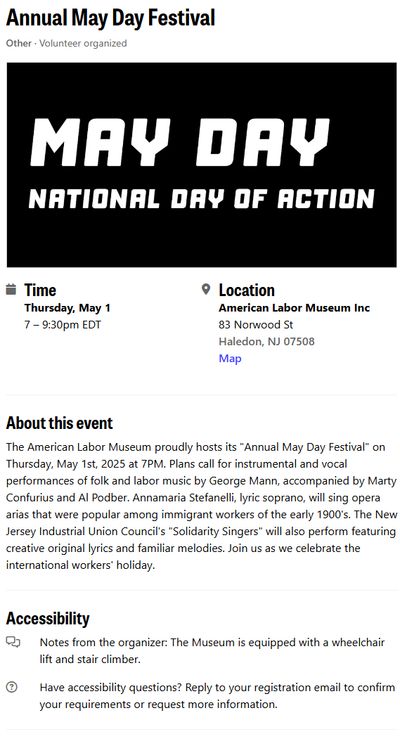 Annual May Day Festival
Other · Volunteer organized
MAY DAY
NATIONAL DAY OF ACTION
Time
Thursday, May 1
7 – 9:30pm EDT
Location
American Labor Museum Inc
83 Norwood St
Haledon, NJ 07508
Map
About this event
The American Labor Museum proudly hosts its "Annual May Day Festival" on
Thursday, May 1st, 2025 at 7PM. Plans call for instrumental and vocal
performances of folk and labor music by George Mann, accompanied by Marty
Confurius and Al Podber. Annamaria Stefanelli, lyric soprano, will sing opera
arias that were popular among immigrant workers of the early 1900's. The New
Jersey Industrial Union Council's "Solidarity Singers" will also perform featuring
creative original lyrics and familiar melodies. Join us as we celebrate the
international workers' holiday.
Accessibility
Notes from the organizer: The Museum is equipped with a wheelchair
lift and stair climber.
Have accessibility questions? Reply to your registration email to confirm
your requirements or request more information.